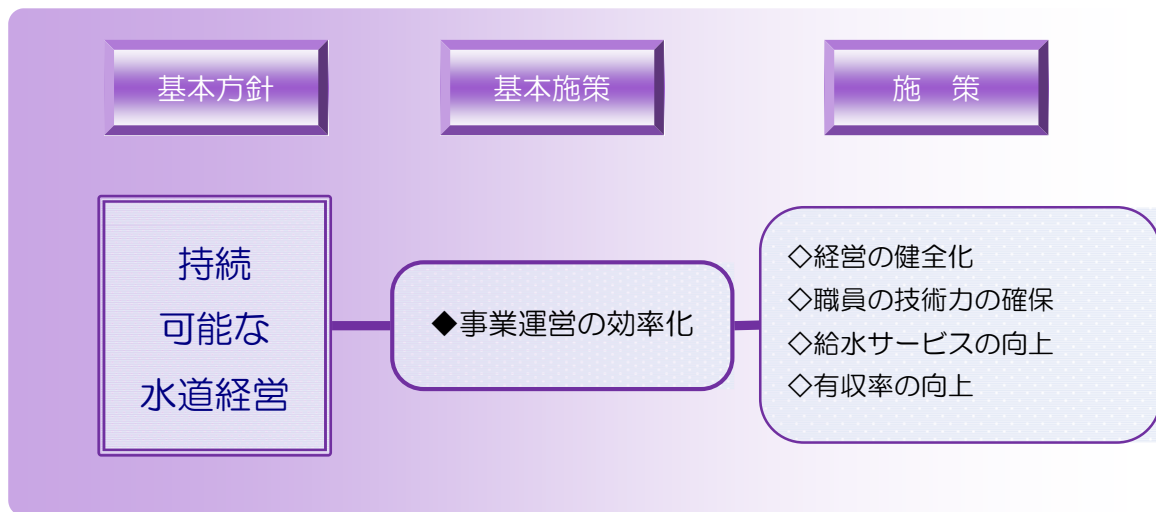 基本方針
基本施策
施　策
持続
可能な
水道経営
◆事業運営の効率化
◇経営の健全化
◇職員の技術力の確保
◇給水サービスの向上
◇有収率の向上